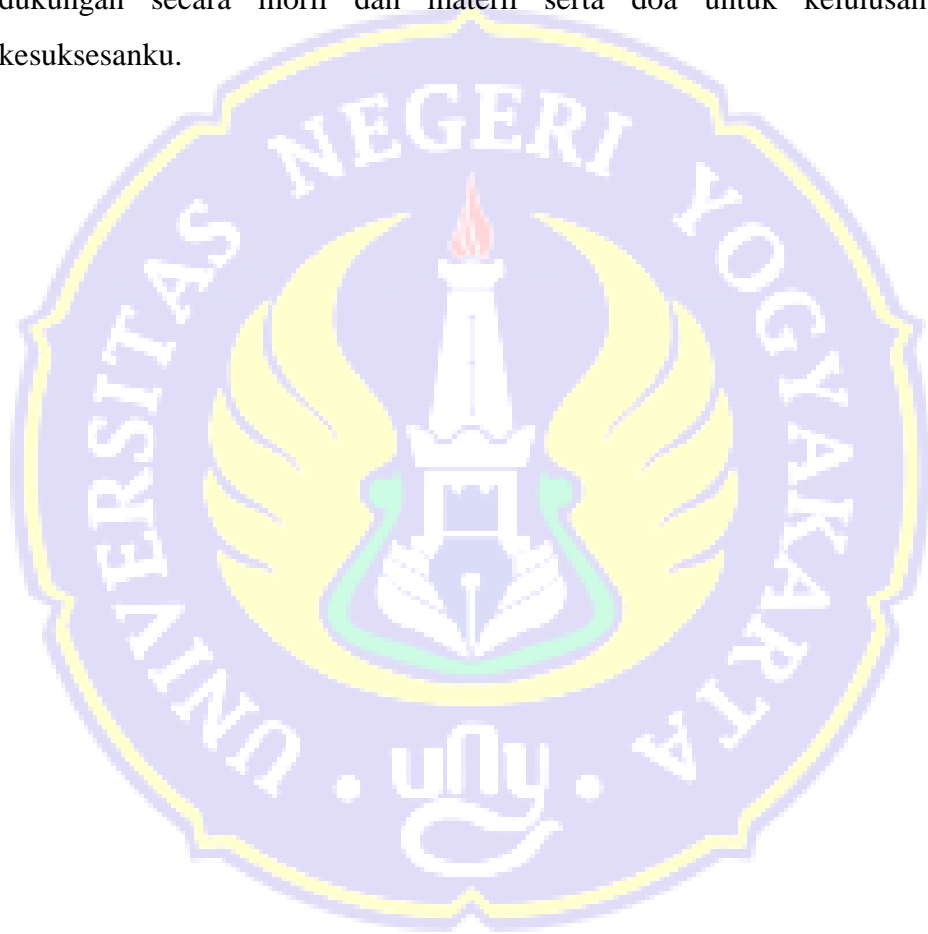 dukungan secara moril dan materil serta doa untuk kelulusan
kesuksesanku.
UNIVERSITAS NEGERI YOGYAKARTA
uny